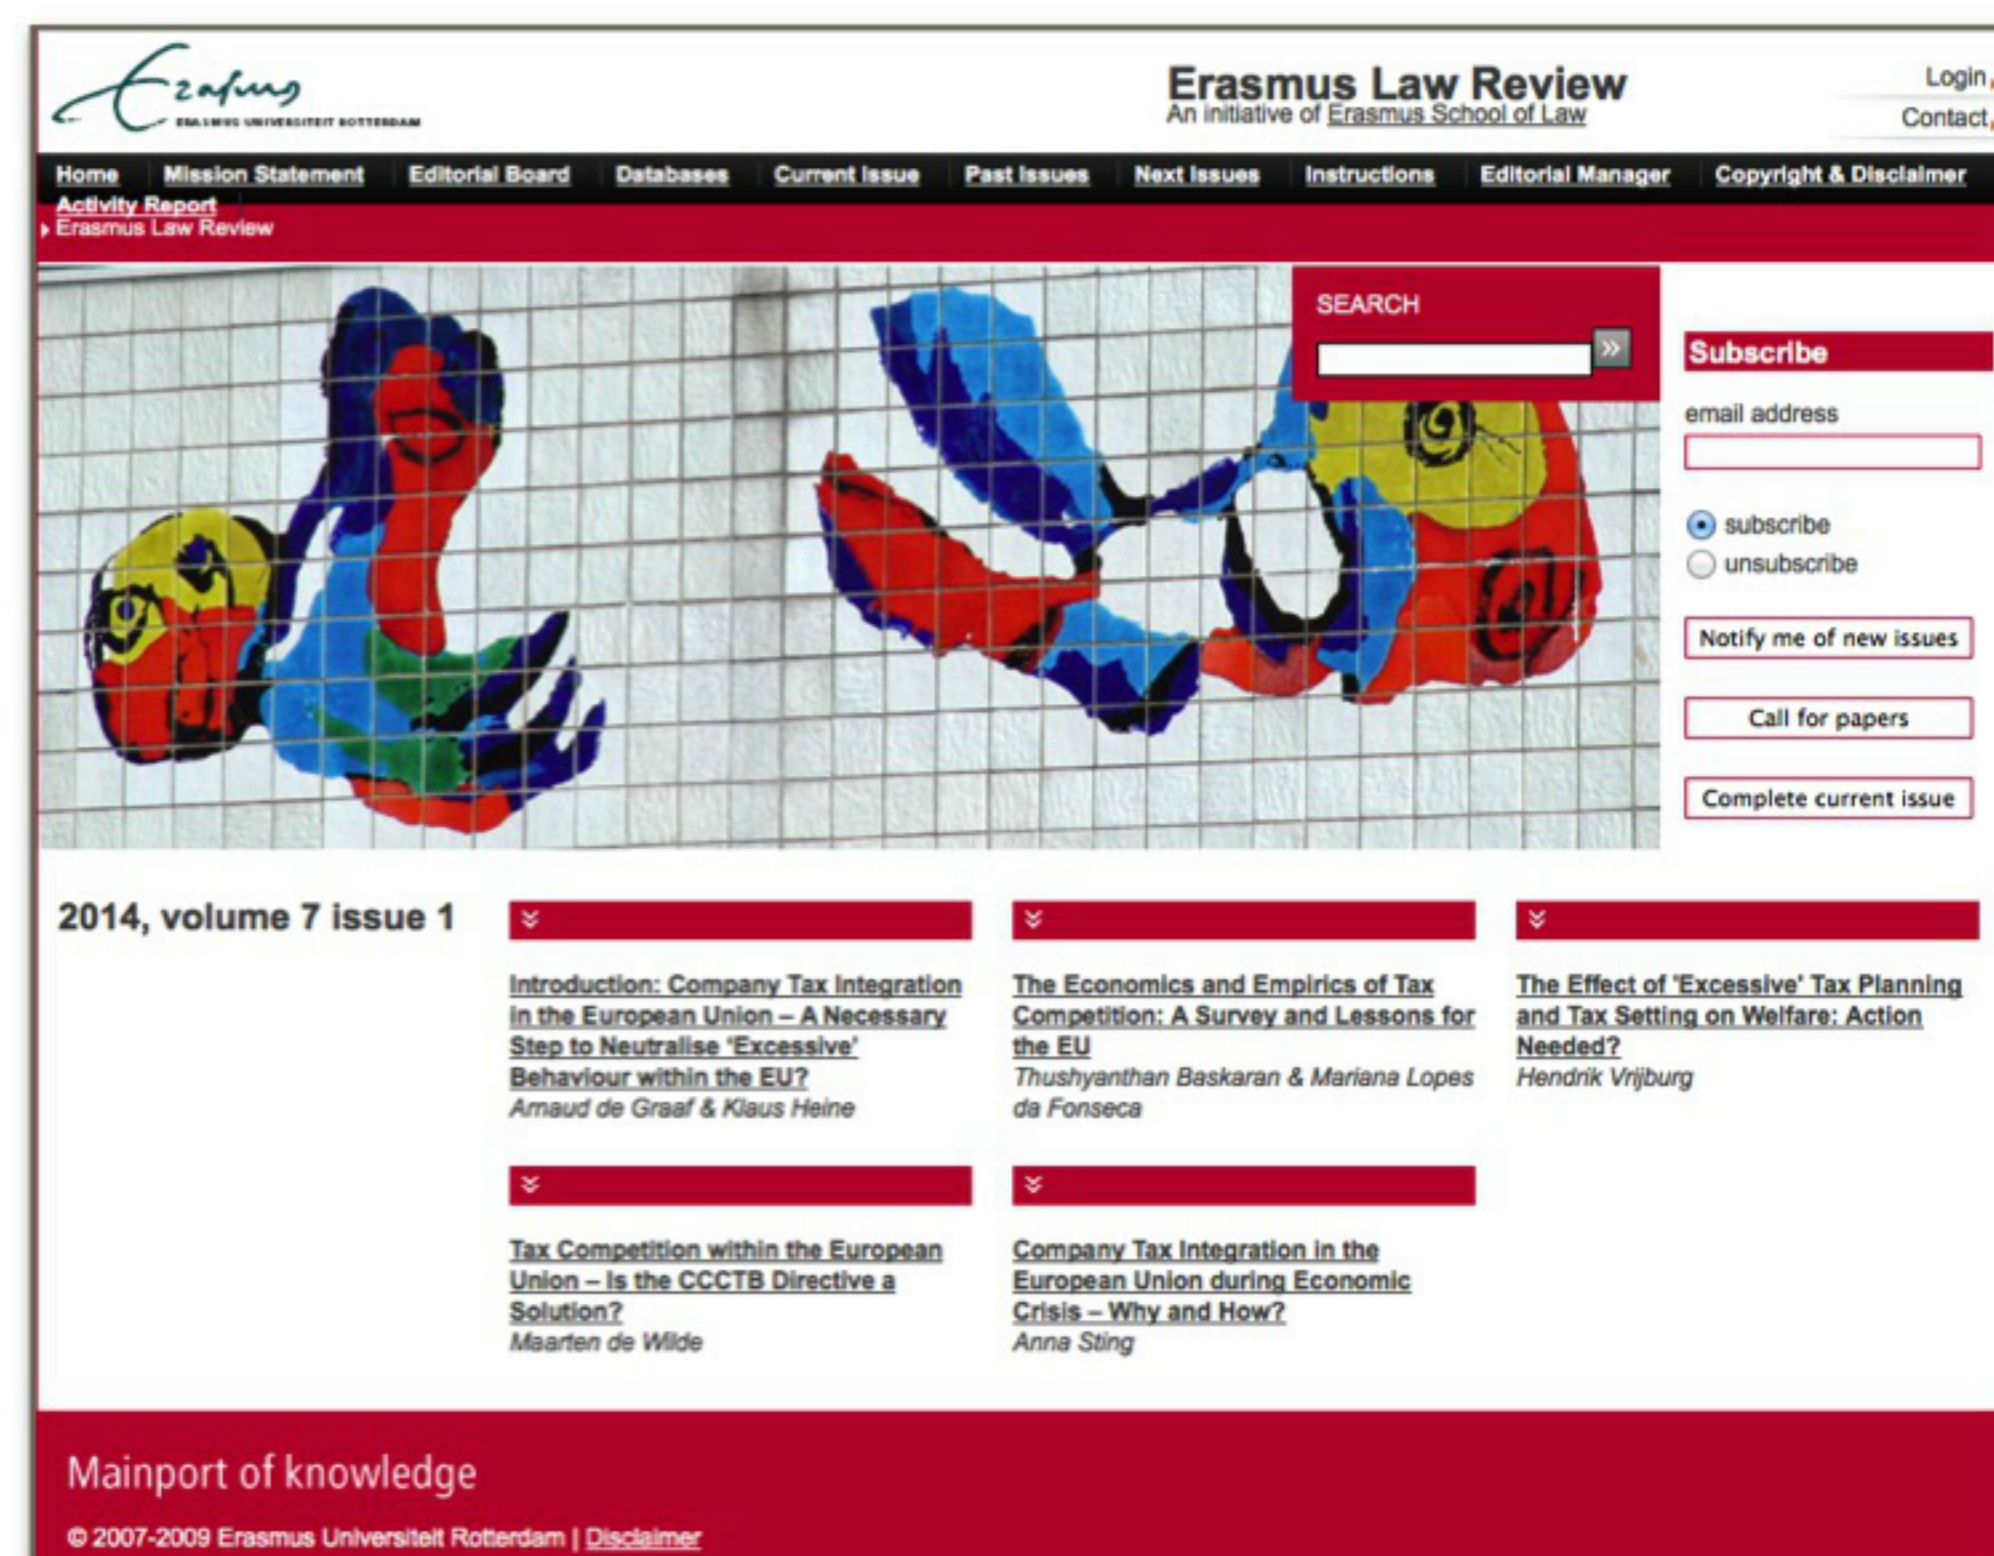 Erasmus
ERASMUS UNIVERSITEIT ROTTERDAM
Erasmus Law Review
An initiative of Erasmus School of Law
Login
Contact
Home Mission Statement Editorial Board Databases Current Issue Past Issues Next Issues Instructions Editorial Manager Copyright & Disclaimer
Activity Report
Erasmus Law Review
SEARCH
Subscribe
email address
subscribe
unsubscribe
Notify me of new issues
Call for papers
Complete current issue
2014, volume 7 issue 1
Introduction: Company Tax Integration
in the European Union – A Necessary
Step to Neutralise ‘Excessive’
Behaviour within the EU?
Arnaud de Graaf & Klaus Heine
The Economics and Empirics of Tax
Competition: A Survey and Lessons for
the EU
Thushyanthan Baskaran & Mariana Lopes
da Fonseca
The Effect of 'Excessive' Tax Planning
and Tax Setting on Welfare: Action
Needed?
Hendrik Vrijburg
Tax Competition within the European
Union – Is the CCCTB Directive a
Solution?
Maarten de Wilde
Company Tax Integration in the
European Union during Economic
Crisis – Why and How?
Anna Sting
Mainport of knowledge
© 2007-2009 Erasmus Universiteit Rotterdam | Disclaimer